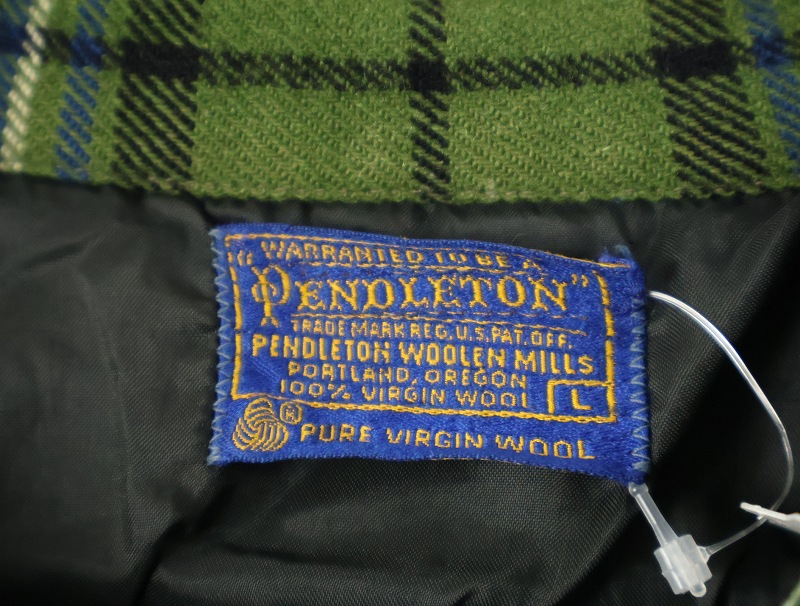 WARRANTED TO BE A
"PENDLETON"
TRADE MARK REG. U.S. PAT. OFF.
PENDLETON WOOLEN MILLS
PORTLAND, OREGON
100% VIRGIN WOOL
L
® PURE VIRGIN WOOL